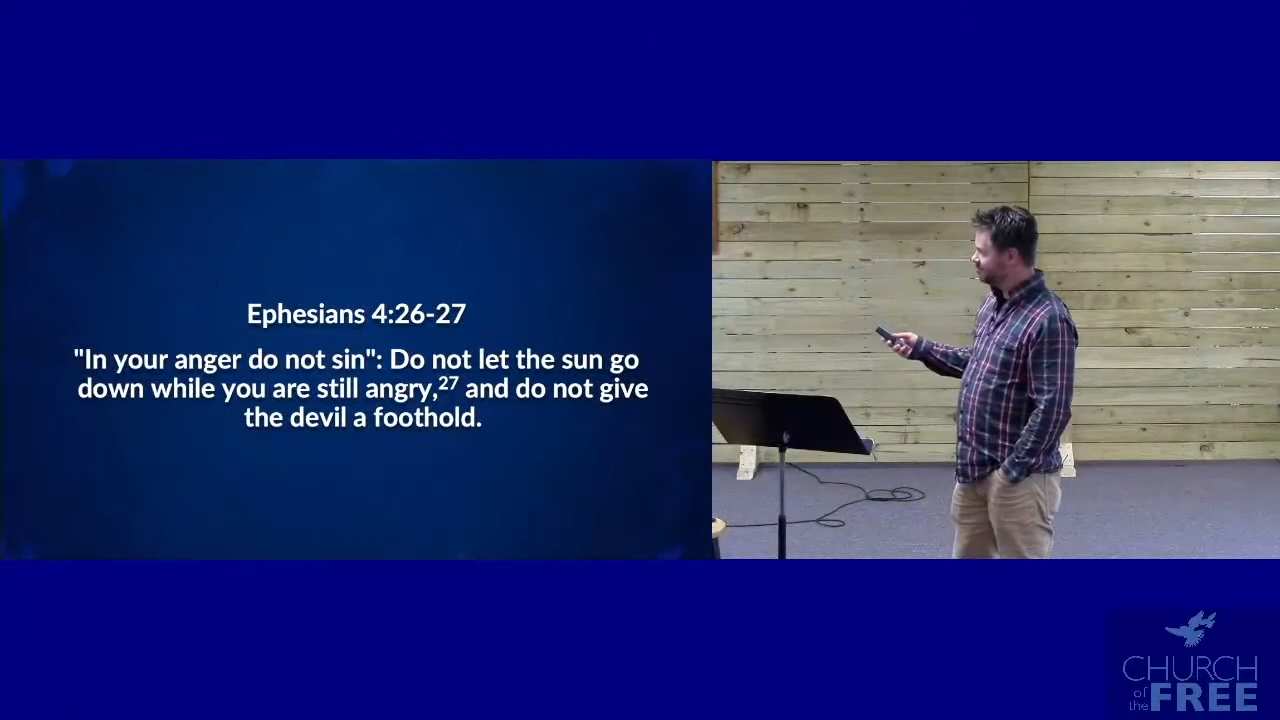 Ephesians 4:26-27
"In your anger do not sin": Do not let the sun go
down while you are still angry,27 and do not give
the devil a foothold.
CHURCH
of the FREE